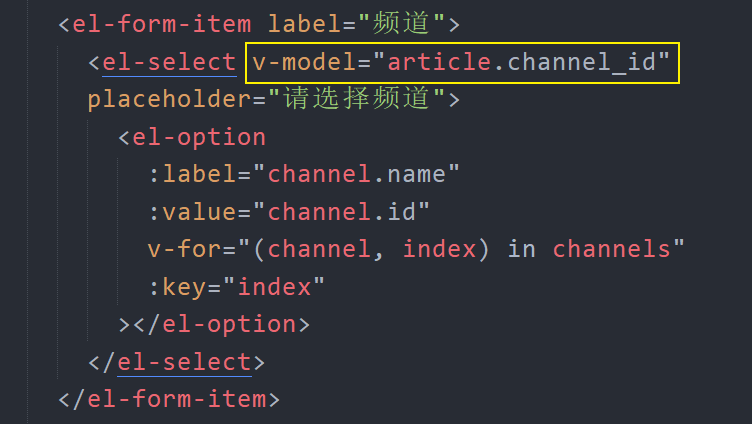 <el-form-item label="频道">
<el-select v-model="article.channel_id"
placeholder="请选择频道">
<el-option
:label="channel.name"
:value="channel.id"
v-for="(channel, index) in channels"
:key="index"
></el-option>
</el-select>
</el-form-item>